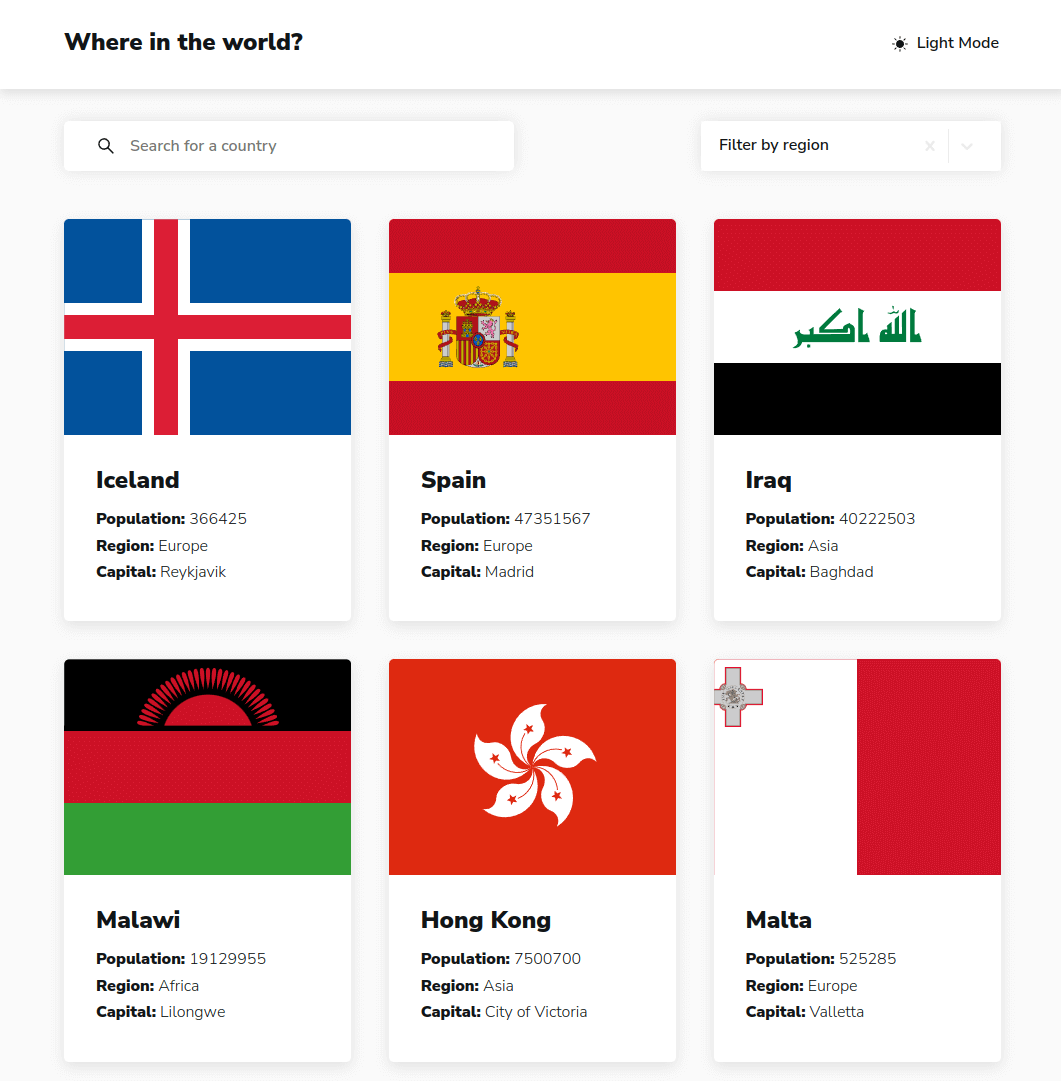 Where in the world?
Light Mode
Search for a country
Filter by region
الله اكبر
Iceland
Population: 366425
Region: Europe
Capital: Reykjavik
Spain
Population: 47351567
Region: Europe
Capital: Madrid
Iraq
Population: 40222503
Region: Asia
Capital: Baghdad
Malawi
Population: 19129955
Region: Africa
Capital: Lilongwe
Hong Kong
Population: 7500700
Region: Asia
Capital: City of Victoria
Malta
Population: 525285
Region: Europe
Capital: Valletta